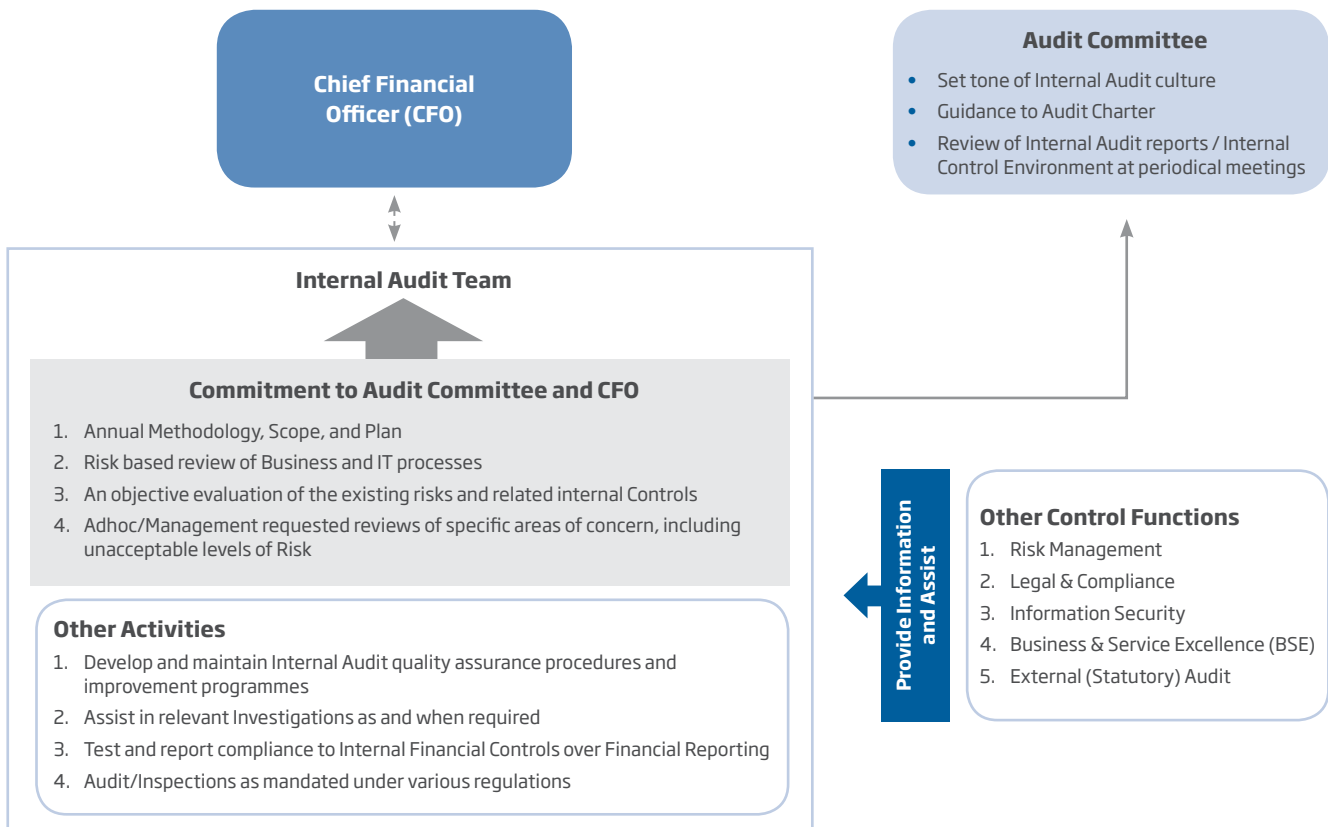 Chief Financial
Officer (CFO)
Audit Committee
• Set tone of Internal Audit culture
• Guidance to Audit Charter
• Review of Internal Audit reports / Internal
Control Environment at periodical meetings
Internal Audit Team
Commitment to Audit Committee and CFO
1. Annual Methodology, Scope, and Plan
2. Risk based review of Business and IT processes
3. An objective evaluation of the existing risks and related internal Controls
4. Adhoc/Management requested reviews of specific areas of concern, including
unacceptable levels of Risk
Other Activities
1. Develop and maintain Internal Audit quality assurance procedures and
improvement programmes
2. Assist in relevant Investigations as and when required
3. Test and report compliance to Internal Financial Controls over Financial Reporting
4. Audit/Inspections as mandated under various regulations
Provide Information
and Assist
Other Control Functions
1. Risk Management
2. Legal & Compliance
3. Information Security
4. Business & Service Excellence (BSE)
5. External (Statutory) Audit